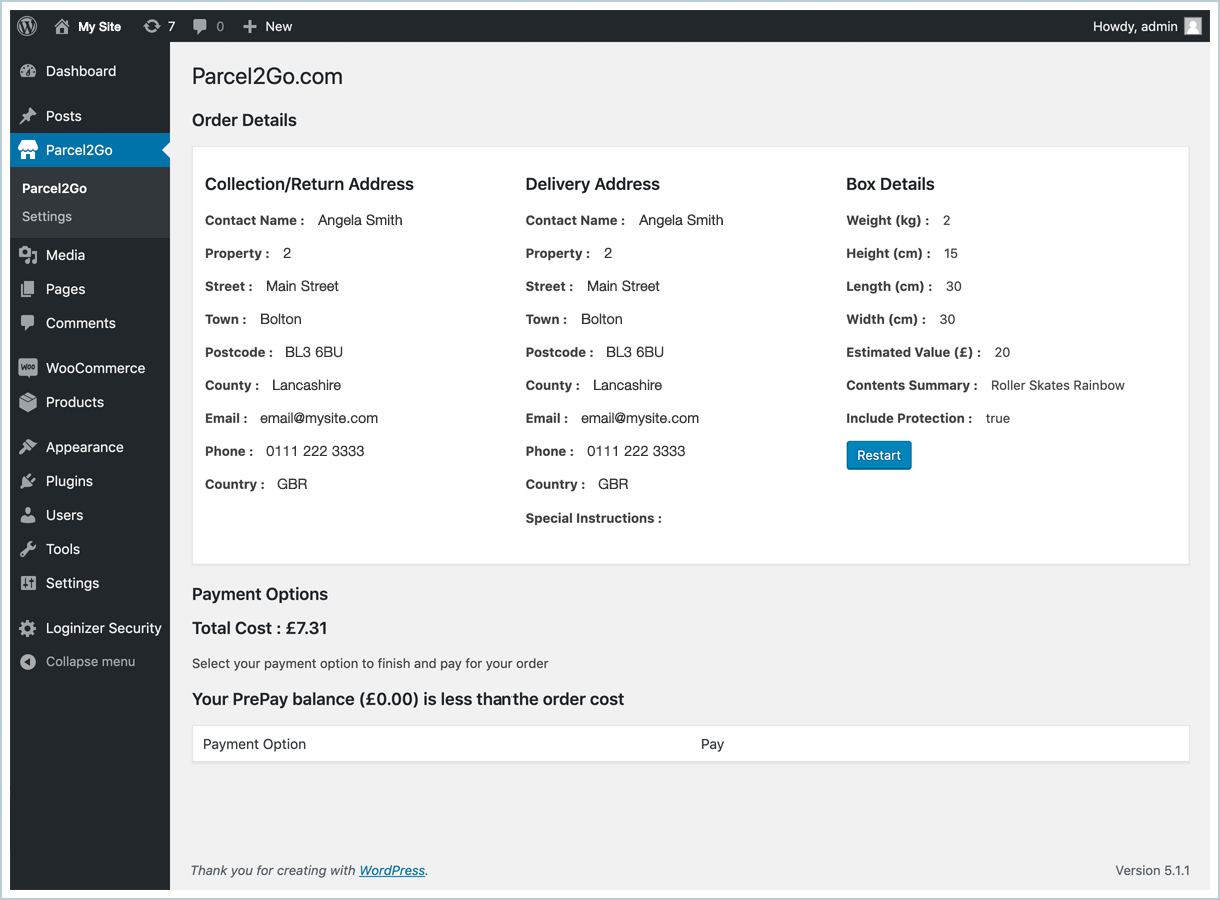 My Site 7 0 New Howdy, admin
Dashboard
Posts
Parcel2Go
Parcel2Go
Settings
Media
Pages
Comments
WOO WooCommerce
Products
Appearance
Plugins
Users
Tools
Settings
Loginizer Security
Collapse menu
Parcel2Go.com
Order Details
Collection/Return Address
Contact Name : Angela Smith
Property : 2
Street : Main Street
Town : Bolton
Postcode : BL3 6BU
County : Lancashire
Email : email@mysite.com
Phone : 0111 222 3333
Country : GBR
Delivery Address
Contact Name : Angela Smith
Property : 2
Street : Main Street
Town : Bolton
Postcode : BL3 6BU
County : Lancashire
Email : email@mysite.com
Phone : 0111 222 3333
Country : GBR
Special Instructions :
Box Details
Weight (kg) : 2
Height (cm) : 15
Length (cm) : 30
Width (cm) : 30
Estimated Value (£) : 20
Contents Summary : Roller Skates Rainbow
Include Protection : true
Restart
Payment Options
Total Cost : £7.31
Select your payment option to finish and pay for your order
Your PrePay balance (£0.00) is less thanthe order cost
Payment Option Pay
Thank you for creating with WordPress. Version 5.1.1